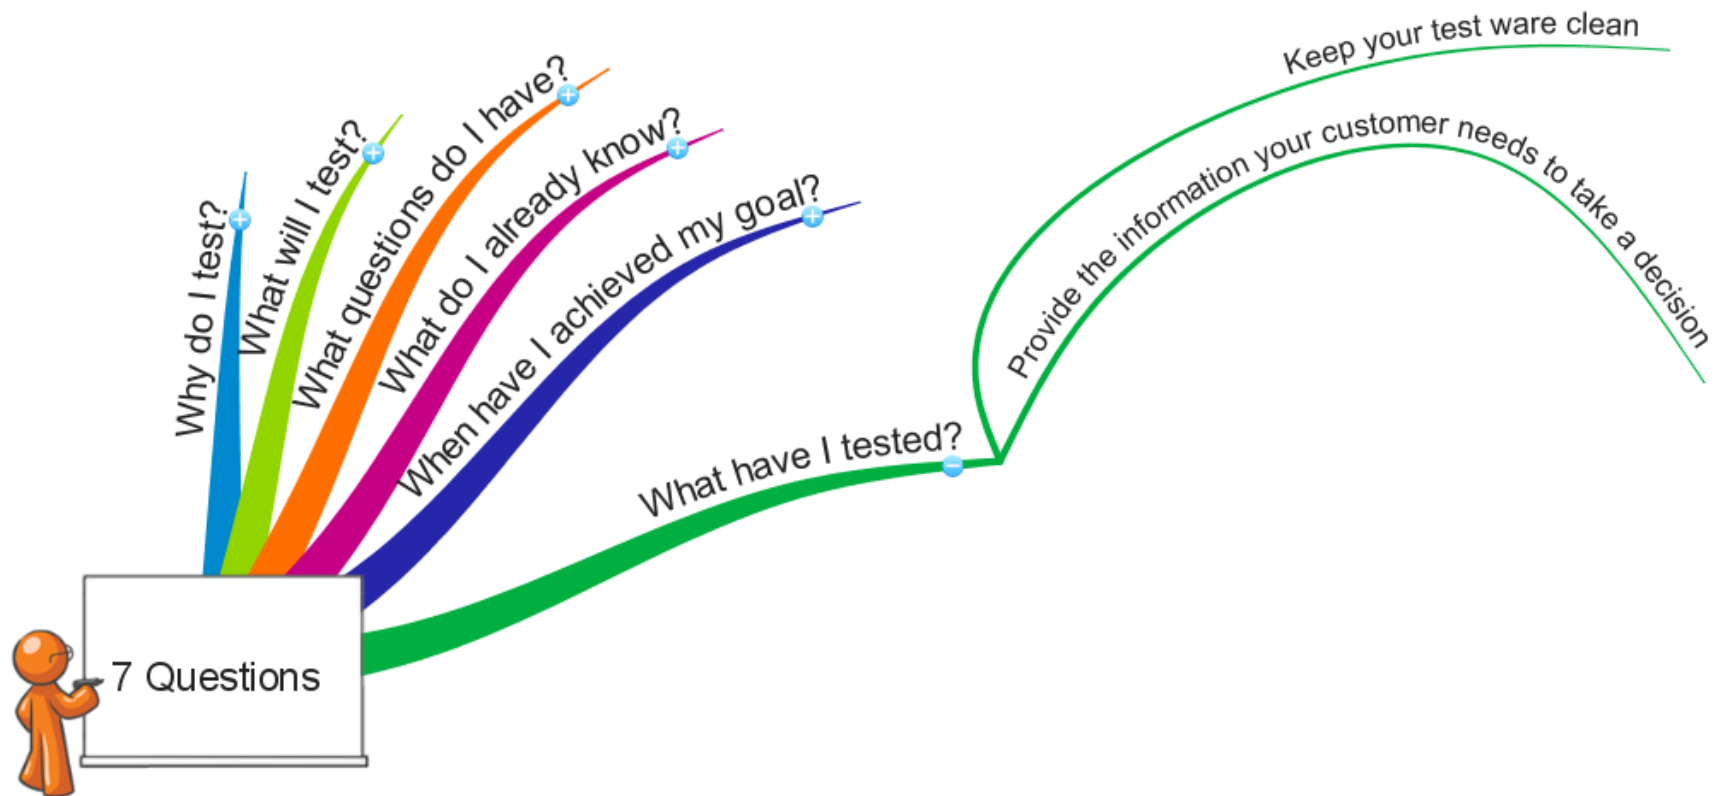 7 Questions
Why do I test?
What will I test?
What questions do I have?
What do I already know?
When have I achieved my goal?
What have I tested?
Keep your test ware clean
Provide the information your customer needs to take a decision